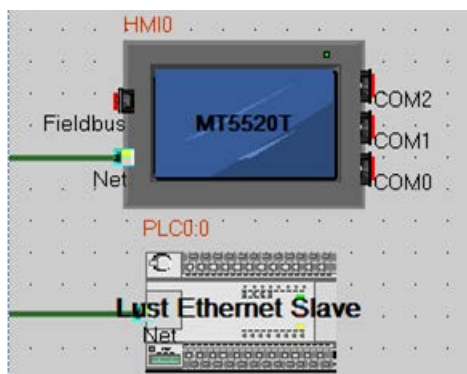 HMI0
COM2
Fieldbus
MT5520T
COM1
Net
COM0
PLC0:0
Lust Ethernet Slave
Net